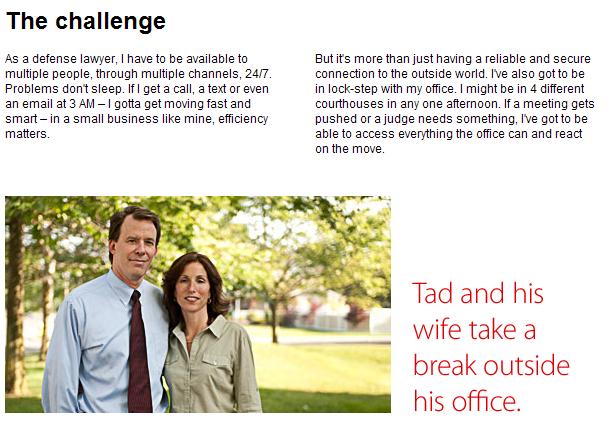 The challenge
As a defense lawyer, I have to be available to
multiple people, through multiple channels, 24/7.
Problems don't sleep. If I get a call, a text or even
an email at 3 AM – I gotta get moving fast and
smart – in a small business like mine, efficiency
matters.
But it's more than just having a reliable and secure
connection to the outside world. I've also got to be
in lock-step with my office. I might be in 4 different
courthouses in any one afternoon. If a meeting gets
pushed or a judge needs something, I've got to be
able to access everything the office can and react
on the move.
Tad and his
wife take a
break outside
his office.